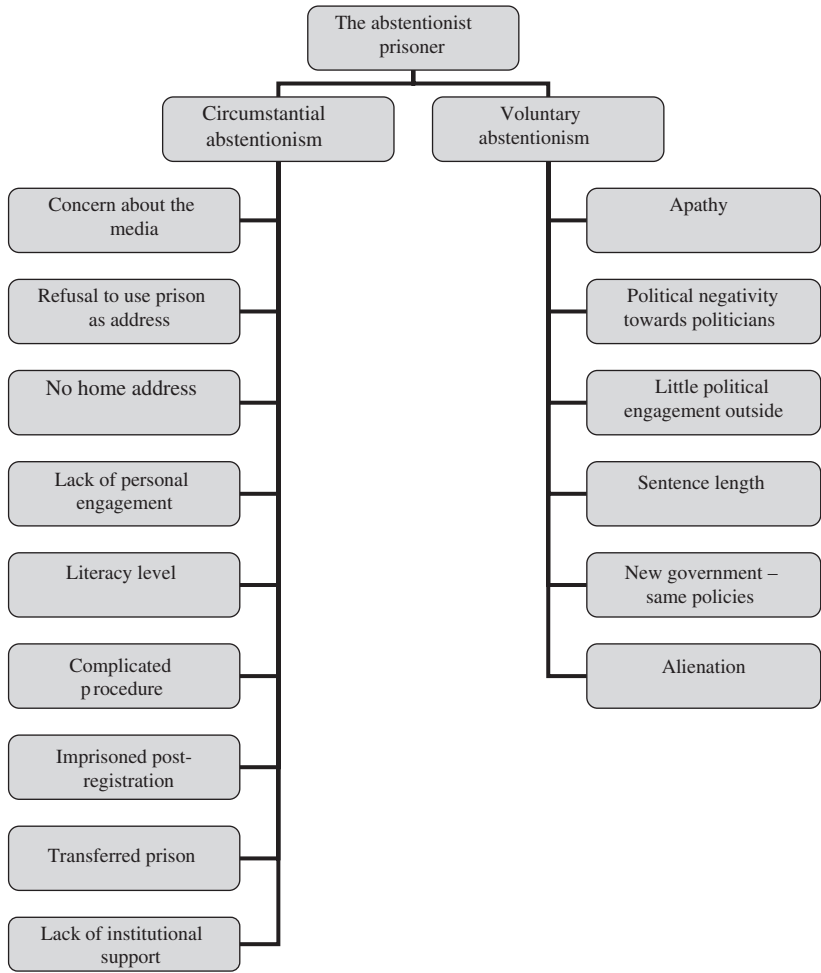 The abstentionist
prisoner
Circumstantial
abstentionism
Voluntary
abstentionism
Concern about the
media
Refusal to use prison
as address
No home address
Lack of personal
engagement
Literacy level
Complicated
procedure
Imprisoned post-
registration
Transferred prison
Lack of institutional
support
Apathy
Political negativity
towards politicians
Little political
engagement outside
Sentence length
New government –
same policies
Alienation